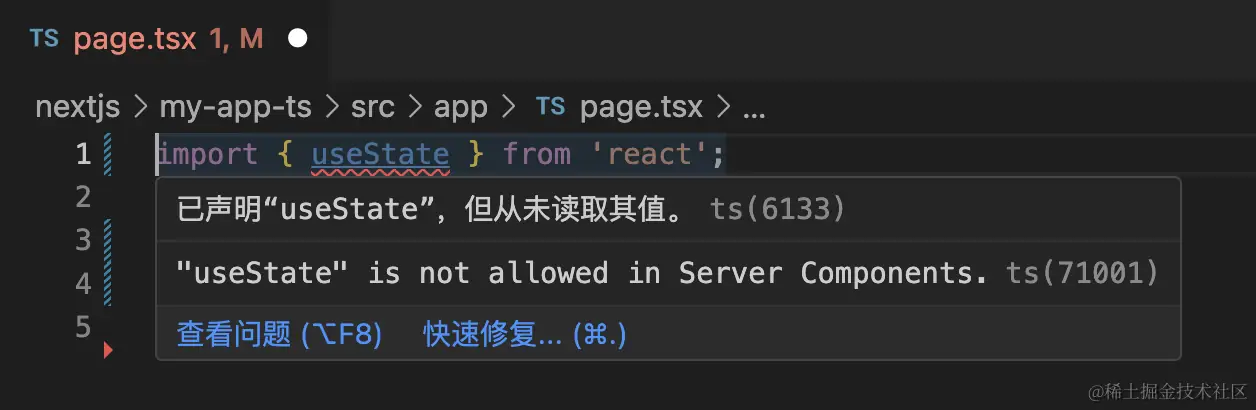 TS page.tsx 1, M
nextjs > my-app-ts > src > app > TS page.tsx > ...
1 import { useState } from 'react';
2
已声明“useState”，但从未读取其值。 ts(6133)
3
"useState" is not allowed in Server Components. ts(71001)
4
5
查看问题 (⌥F8) 快速修复... (⌘.)
@稀土掘金技术社区